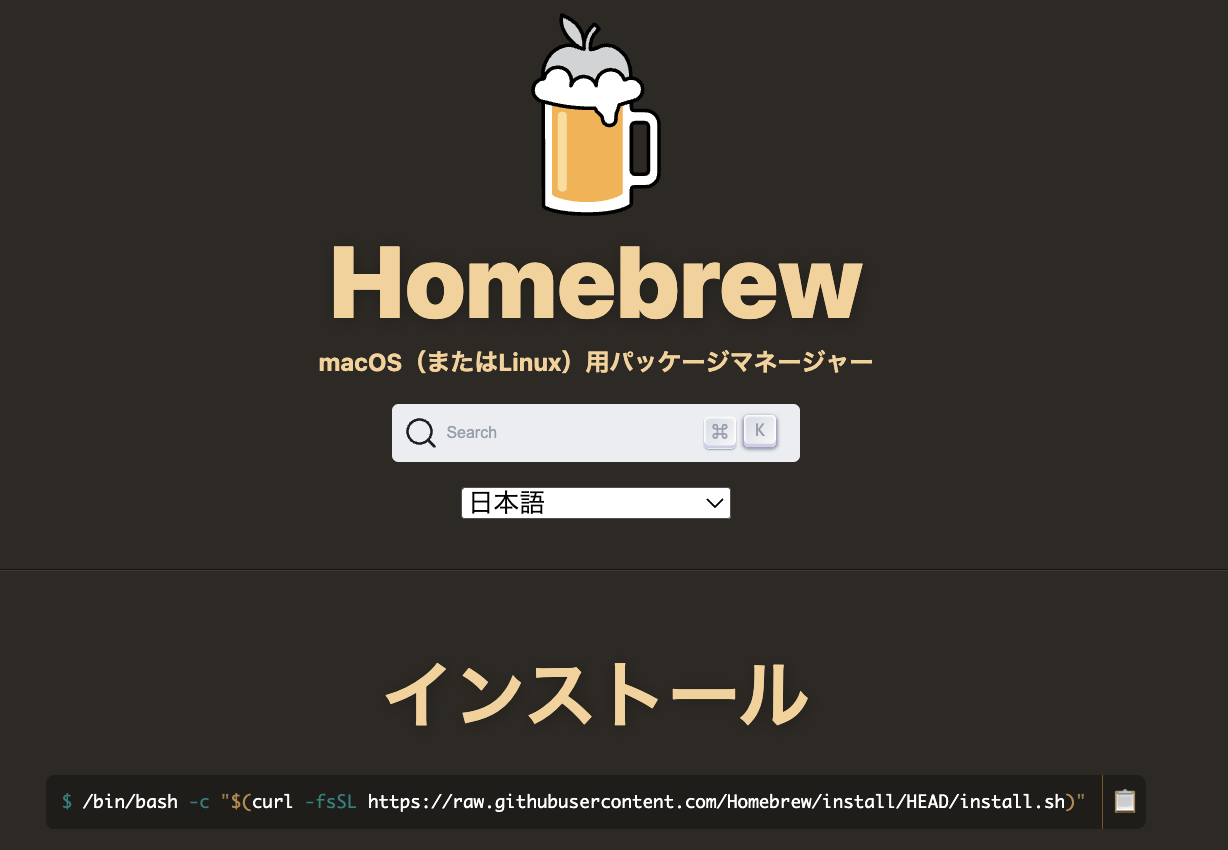 Homebrew
macOS（またはLinux）用パッケージマネージャー
Search ⌘ K
日本語
インストール
$ /bin/bash -c "$(curl -fsSL https://raw.githubusercontent.com/Homebrew/install/HEAD/install.sh)"